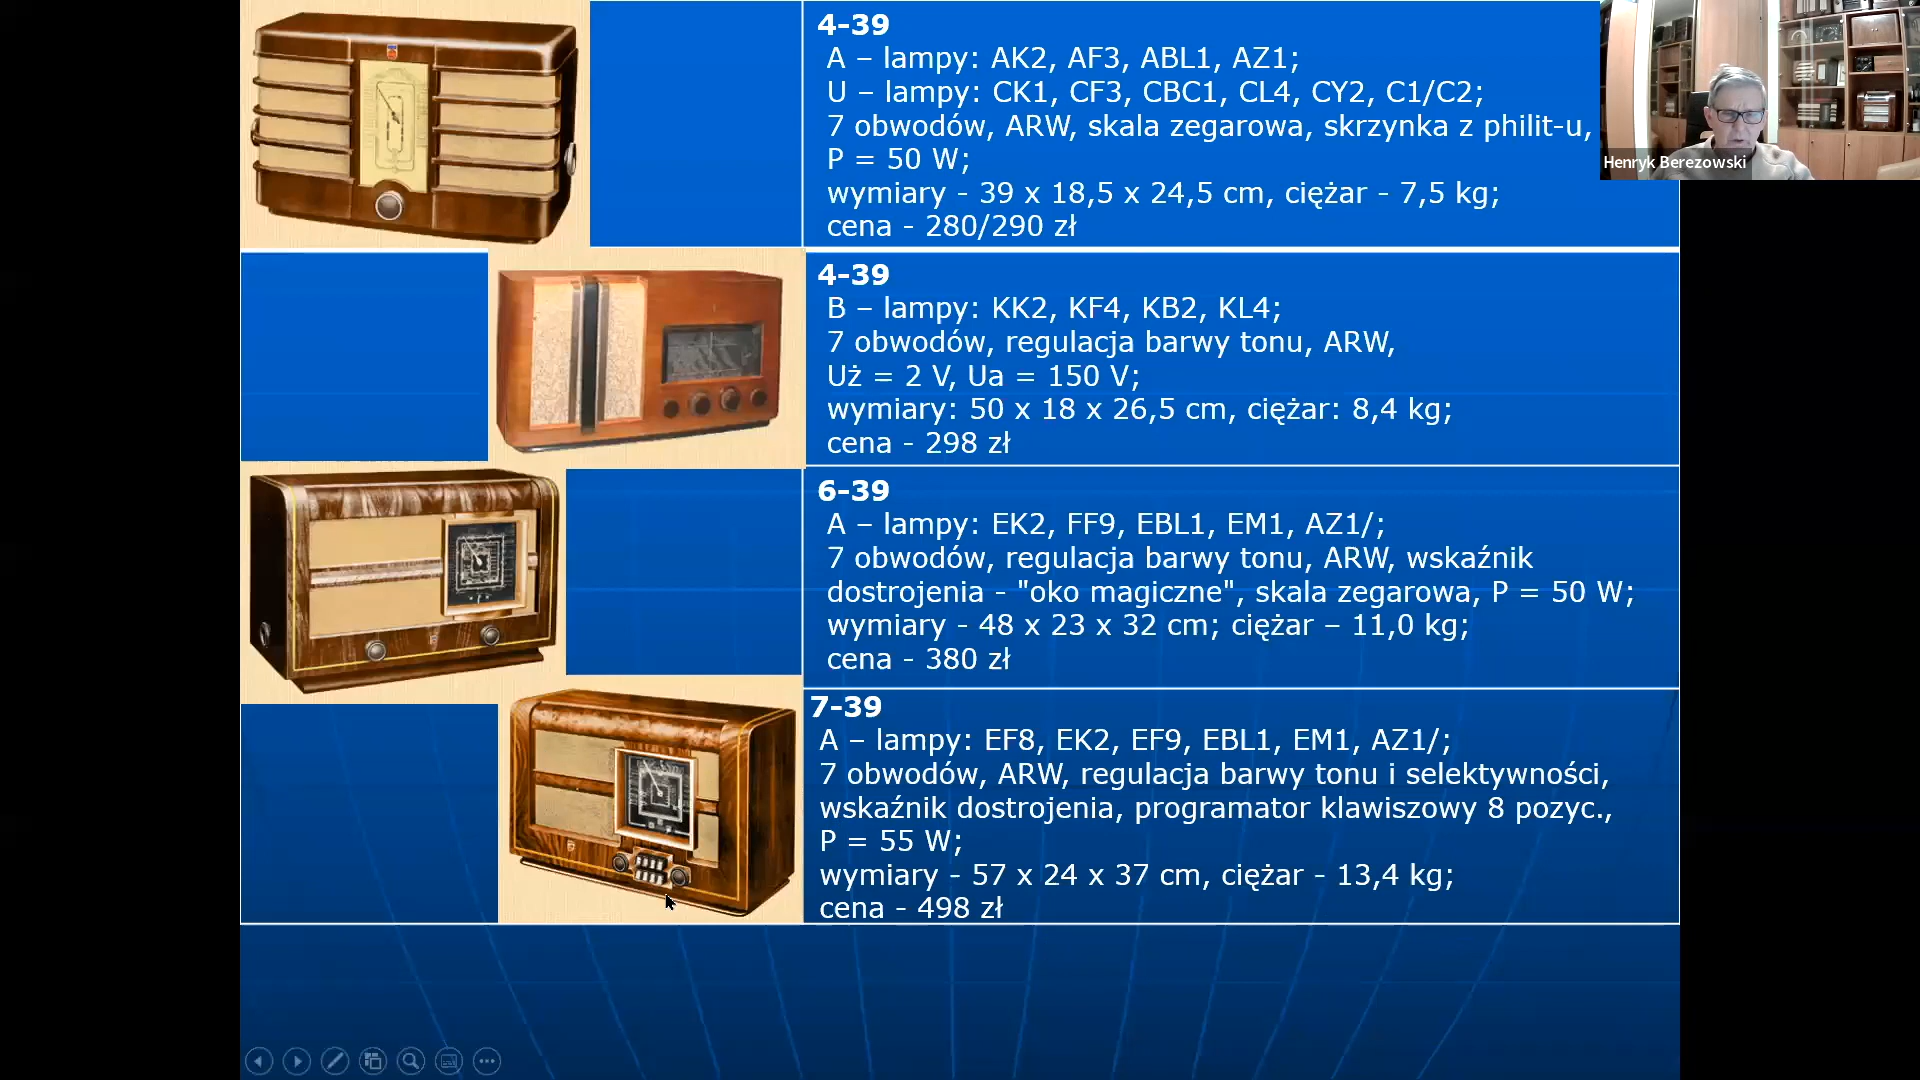 4-39
A – lampy: AK2, AF3, ABL1, AZ1;
U – lampy: CK1, CF3, CBC1, CL4, CY2, C1/C2;
7 obwodów, ARW, skala zegarowa, skrzynka z philit-u,
P = 50 W;
wymiary - 39 x 18,5 x 24,5 cm, ciężar - 7,5 kg;
cena - 280/290 zł
Henryk Berezowski
4-39
B – lampy: KK2, KF4, KB2, KL4;
7 obwodów, regulacja barwy tonu, ARW,
Uż = 2 V, Ua = 150 V;
wymiary: 50 x 18 x 26,5 cm, ciężar: 8,4 kg;
cena - 298 zł
6-39
A – lampy: EK2, FF9, EBL1, EM1, AZ1/;
7 obwodów, regulacja barwy tonu, ARW, wskaźnik
dostrojenia - "oko magiczne", skala zegarowa, P = 50 W;
wymiary - 48 x 23 x 32 cm; ciężar – 11,0 kg;
cena - 380 zł
7-39
A – lampy: EF8, EK2, EF9, EBL1, EM1, AZ1/;
7 obwodów, ARW, regulacja barwy tonu i selektywności,
wskaźnik dostrojenia, programator klawiszowy 8 pozyc.,
P = 55 W;
wymiary - 57 x 24 x 37 cm, ciężar - 13,4 kg;
cena - 498 zł